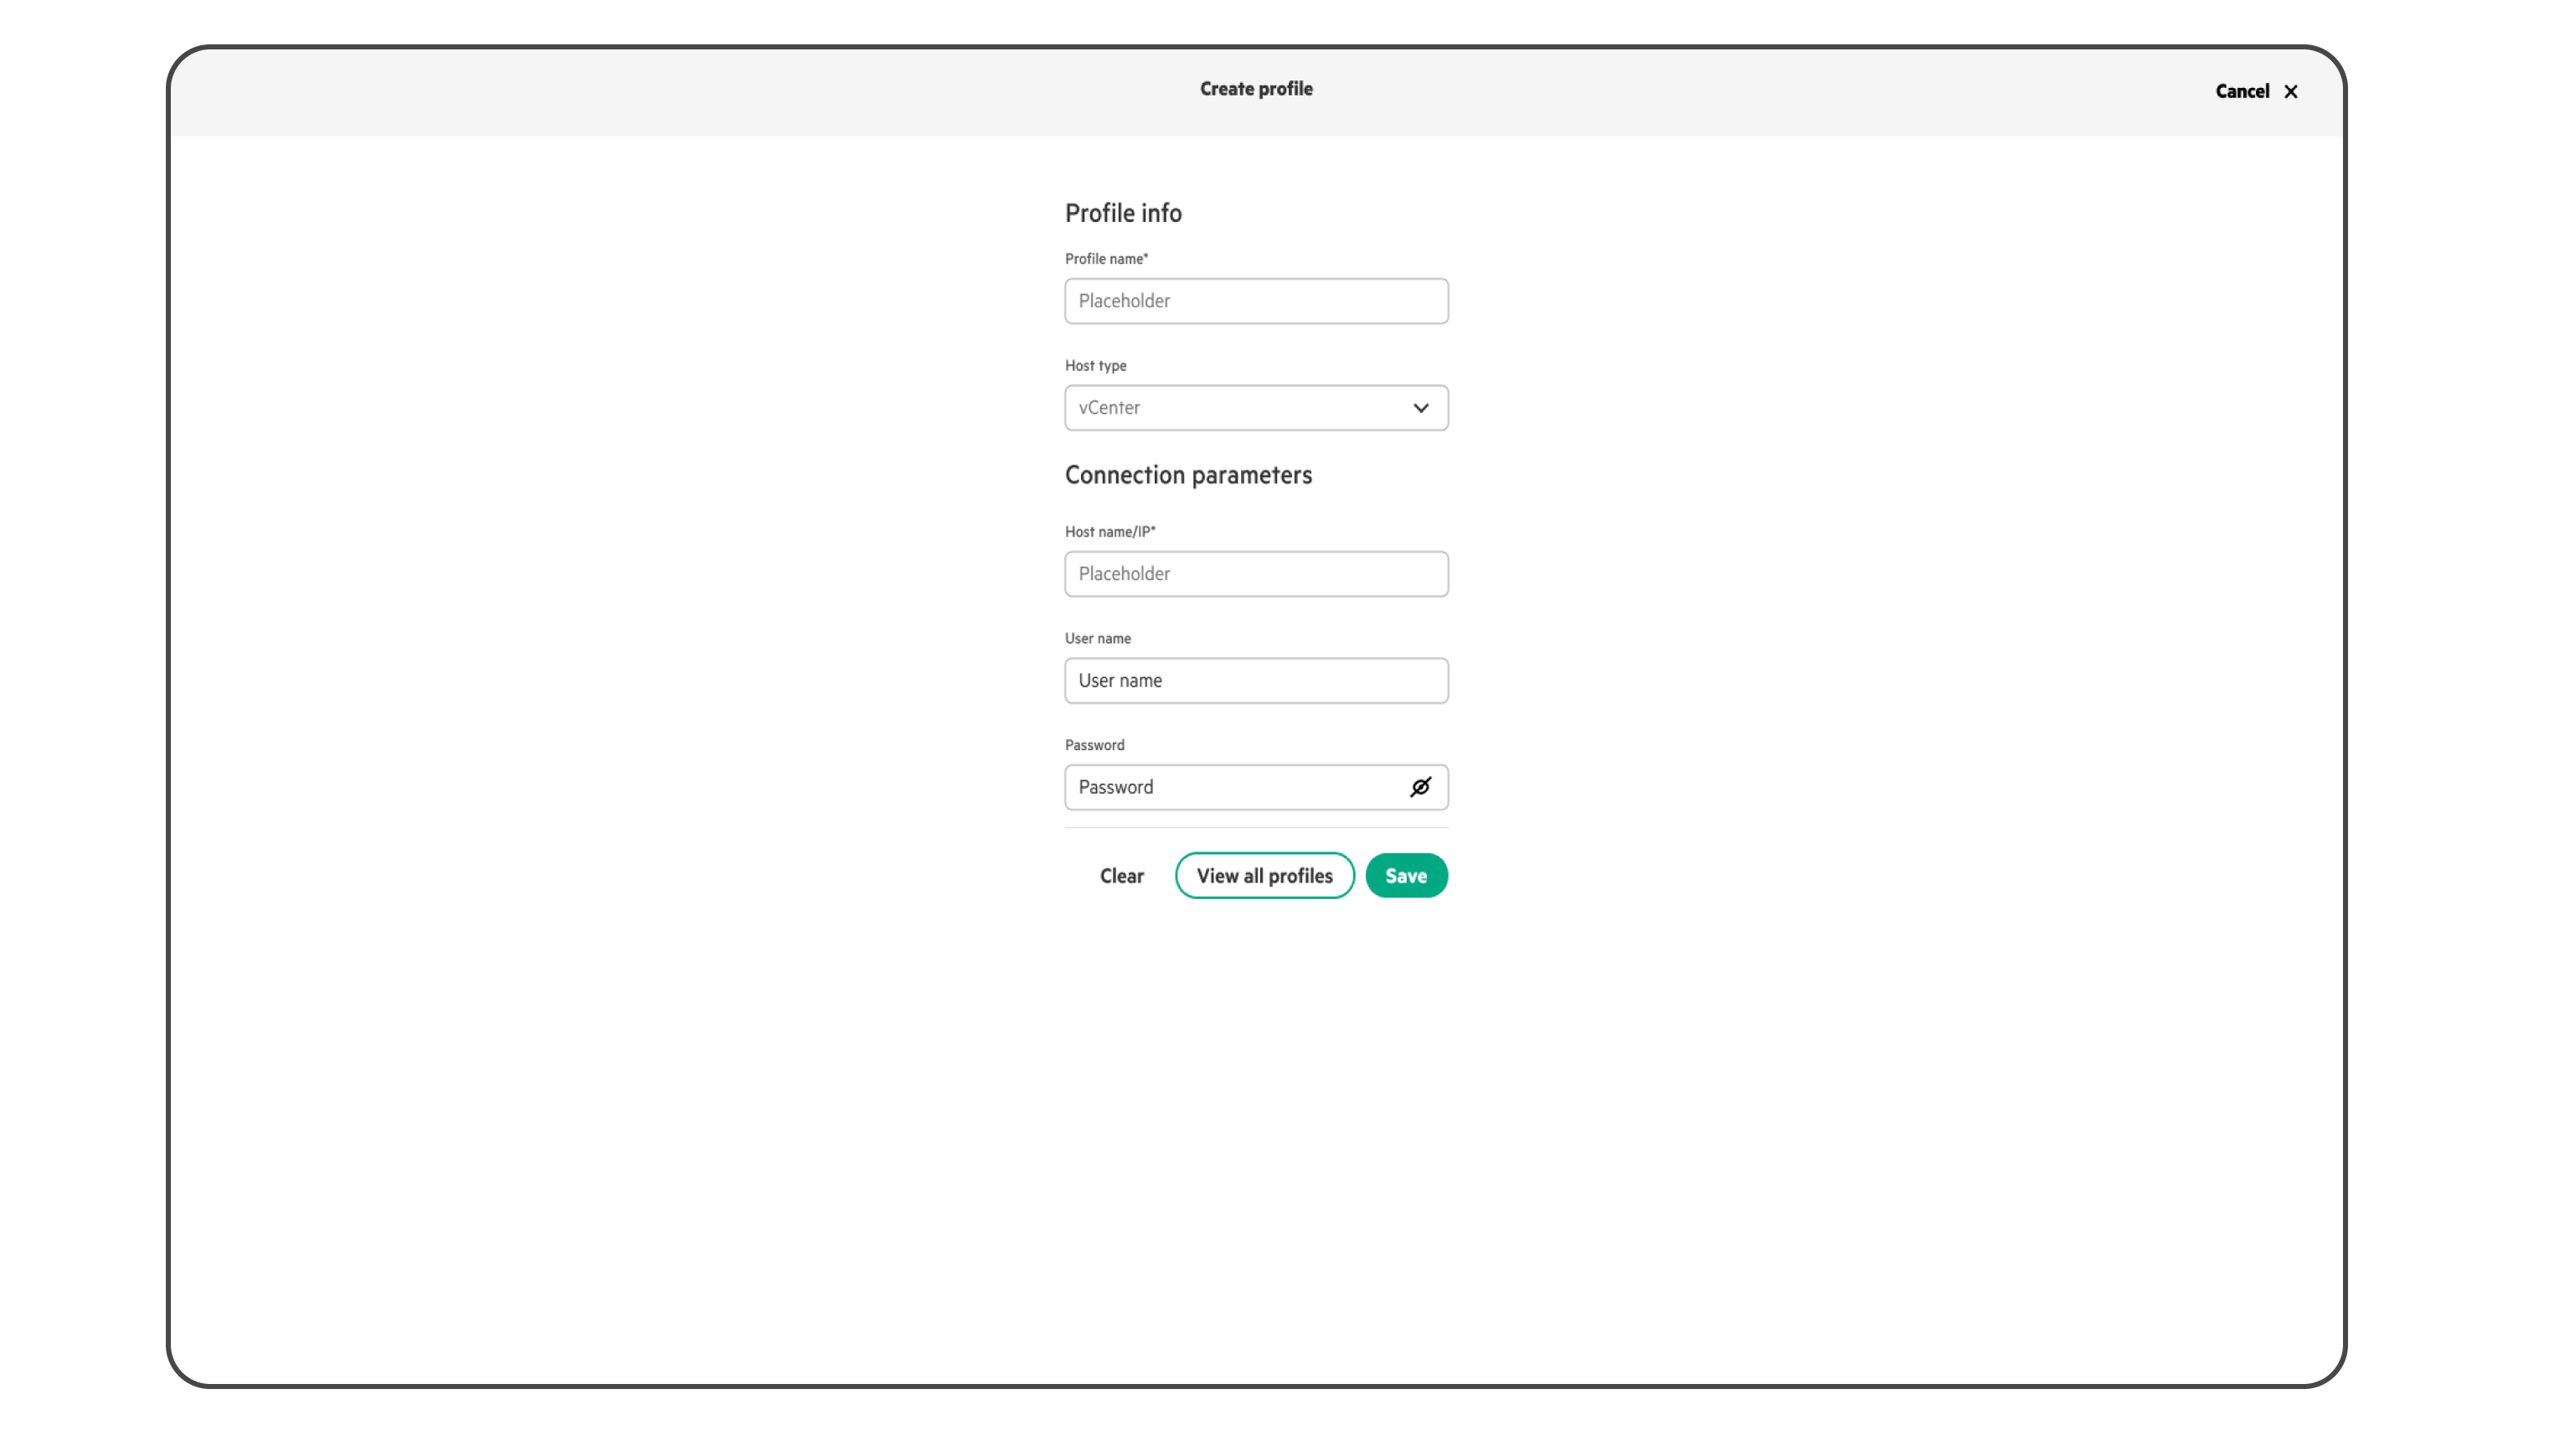 Create profile
Cancel
Profile info
Profile name*
Placeholder
Host type
vCenter
Connection parameters
Host name/IP*
Placeholder
User name
User name
Password
Password
Clear
View all profiles
Save